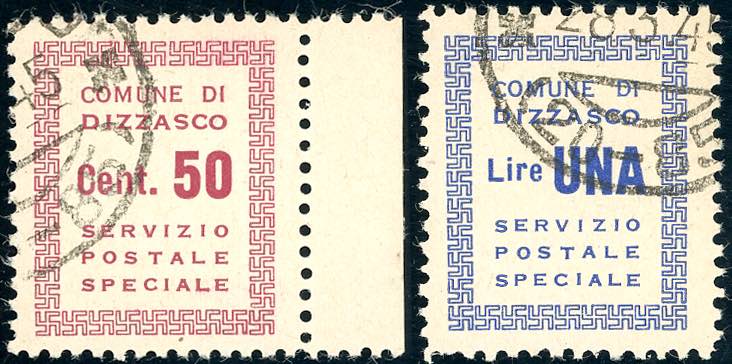 COMUNE DI
DIZZASCO
Cent. 50
SERVIZIO
POSTALE
SPECIALE
COMUNE DI
DIZZASCO
Lire UNA
SERVIZIO
POSTALE
SPECIALE